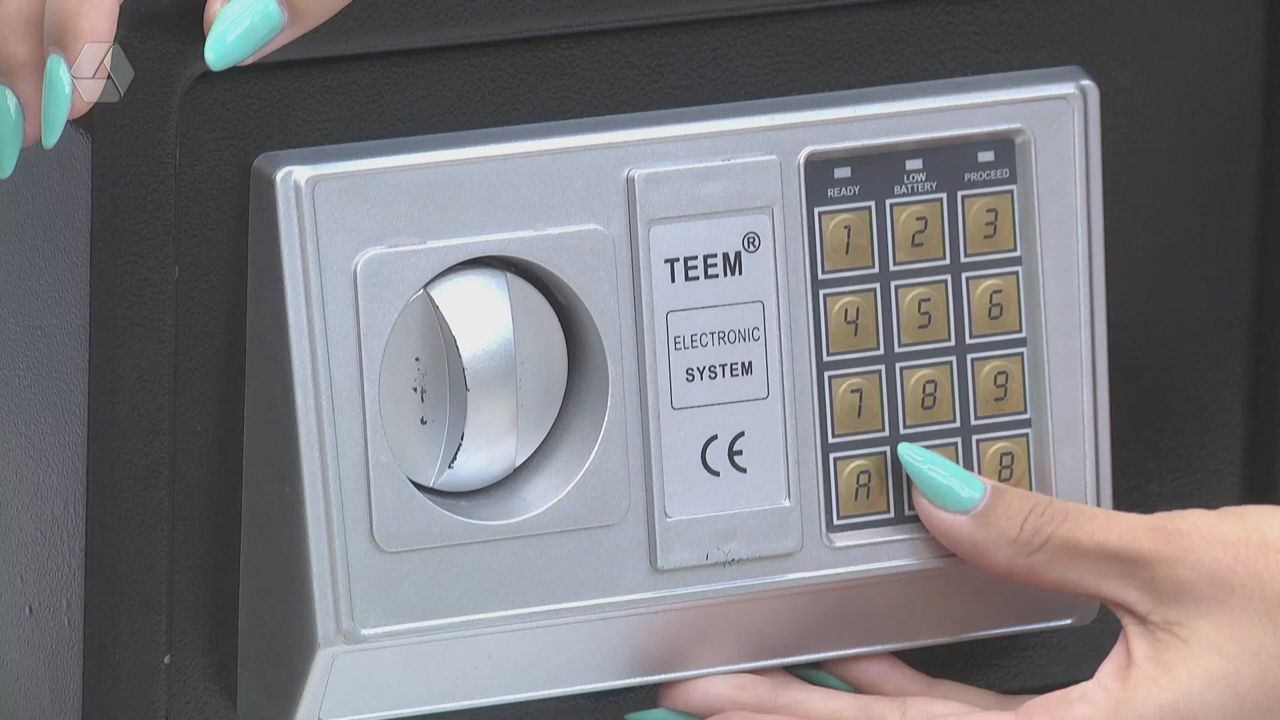 READY LOW BATTERY PROCEED
TEEM®
ELECTRONIC
SYSTEM
CE
1 2 3
4 5 6
7 8 9
A B